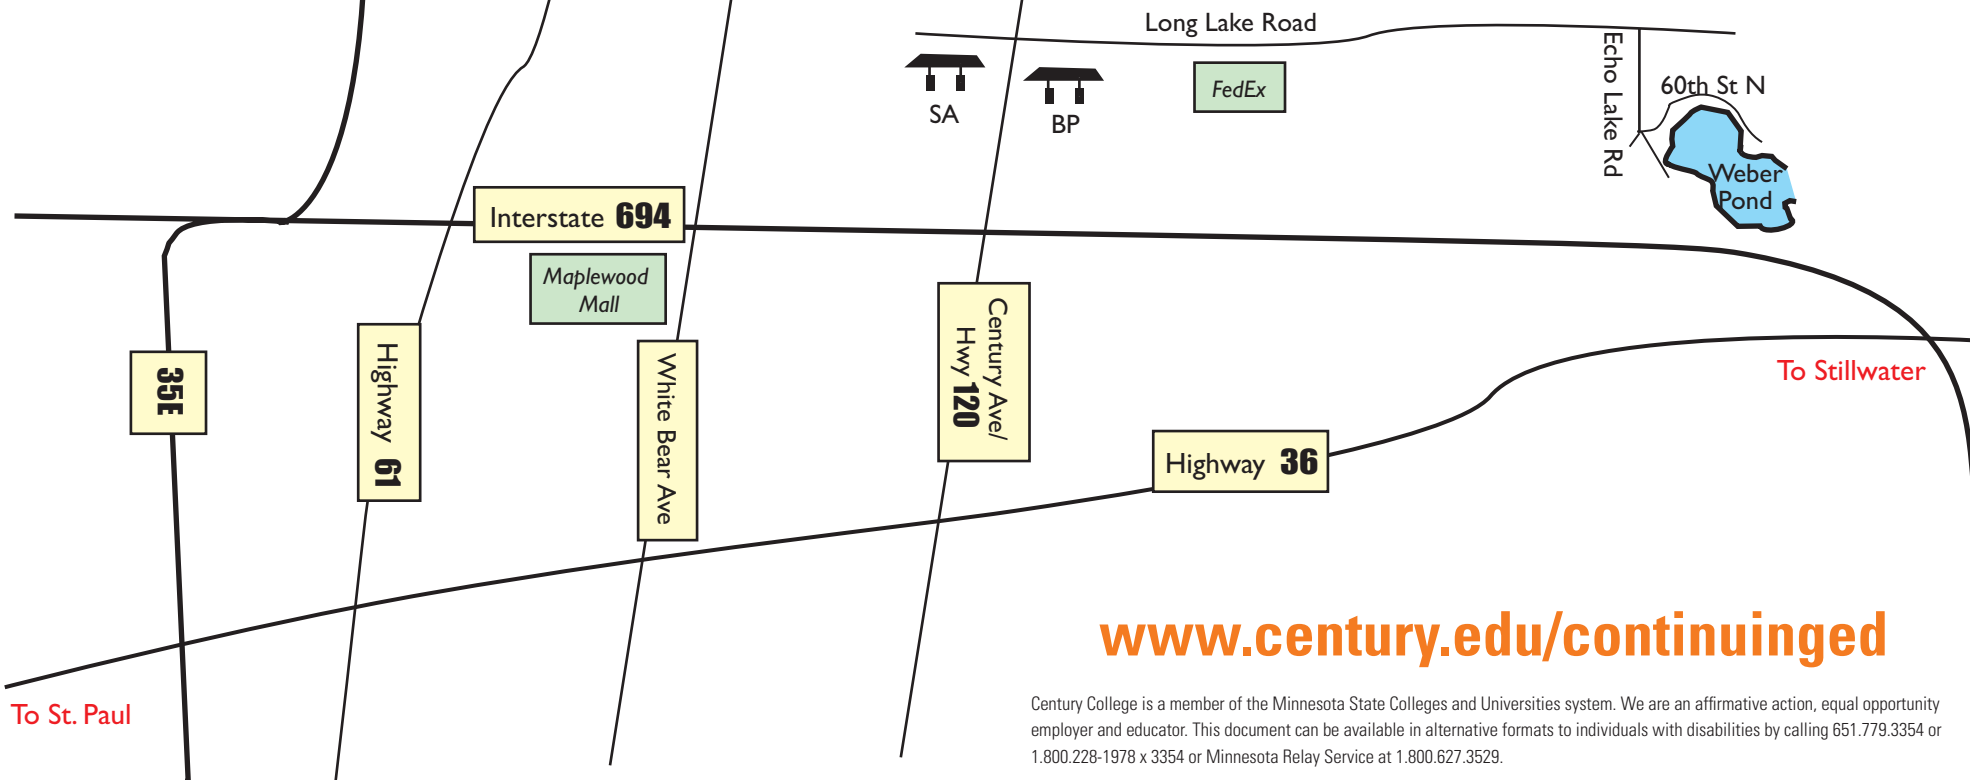 Long Lake Road
Echo Lake Rd
60th St N
FedEx
SA
BP
Weber
Pond
Interstate 694
Maplewood
Mall
35E
Highway 61
White Bear Ave
Century Ave/
Hwy 120
To Stillwater
Highway 36
To St. Paul
www.century.edu/continuinged
Century College is a member of the Minnesota State Colleges and Universities system. We are an affirmative action, equal opportunity
employer and educator. This document can be available in alternative formats to individuals with disabilities by calling 651.779.3354 or
1.800.228-1978 x 3354 or Minnesota Relay Service at 1.800.627.3529.